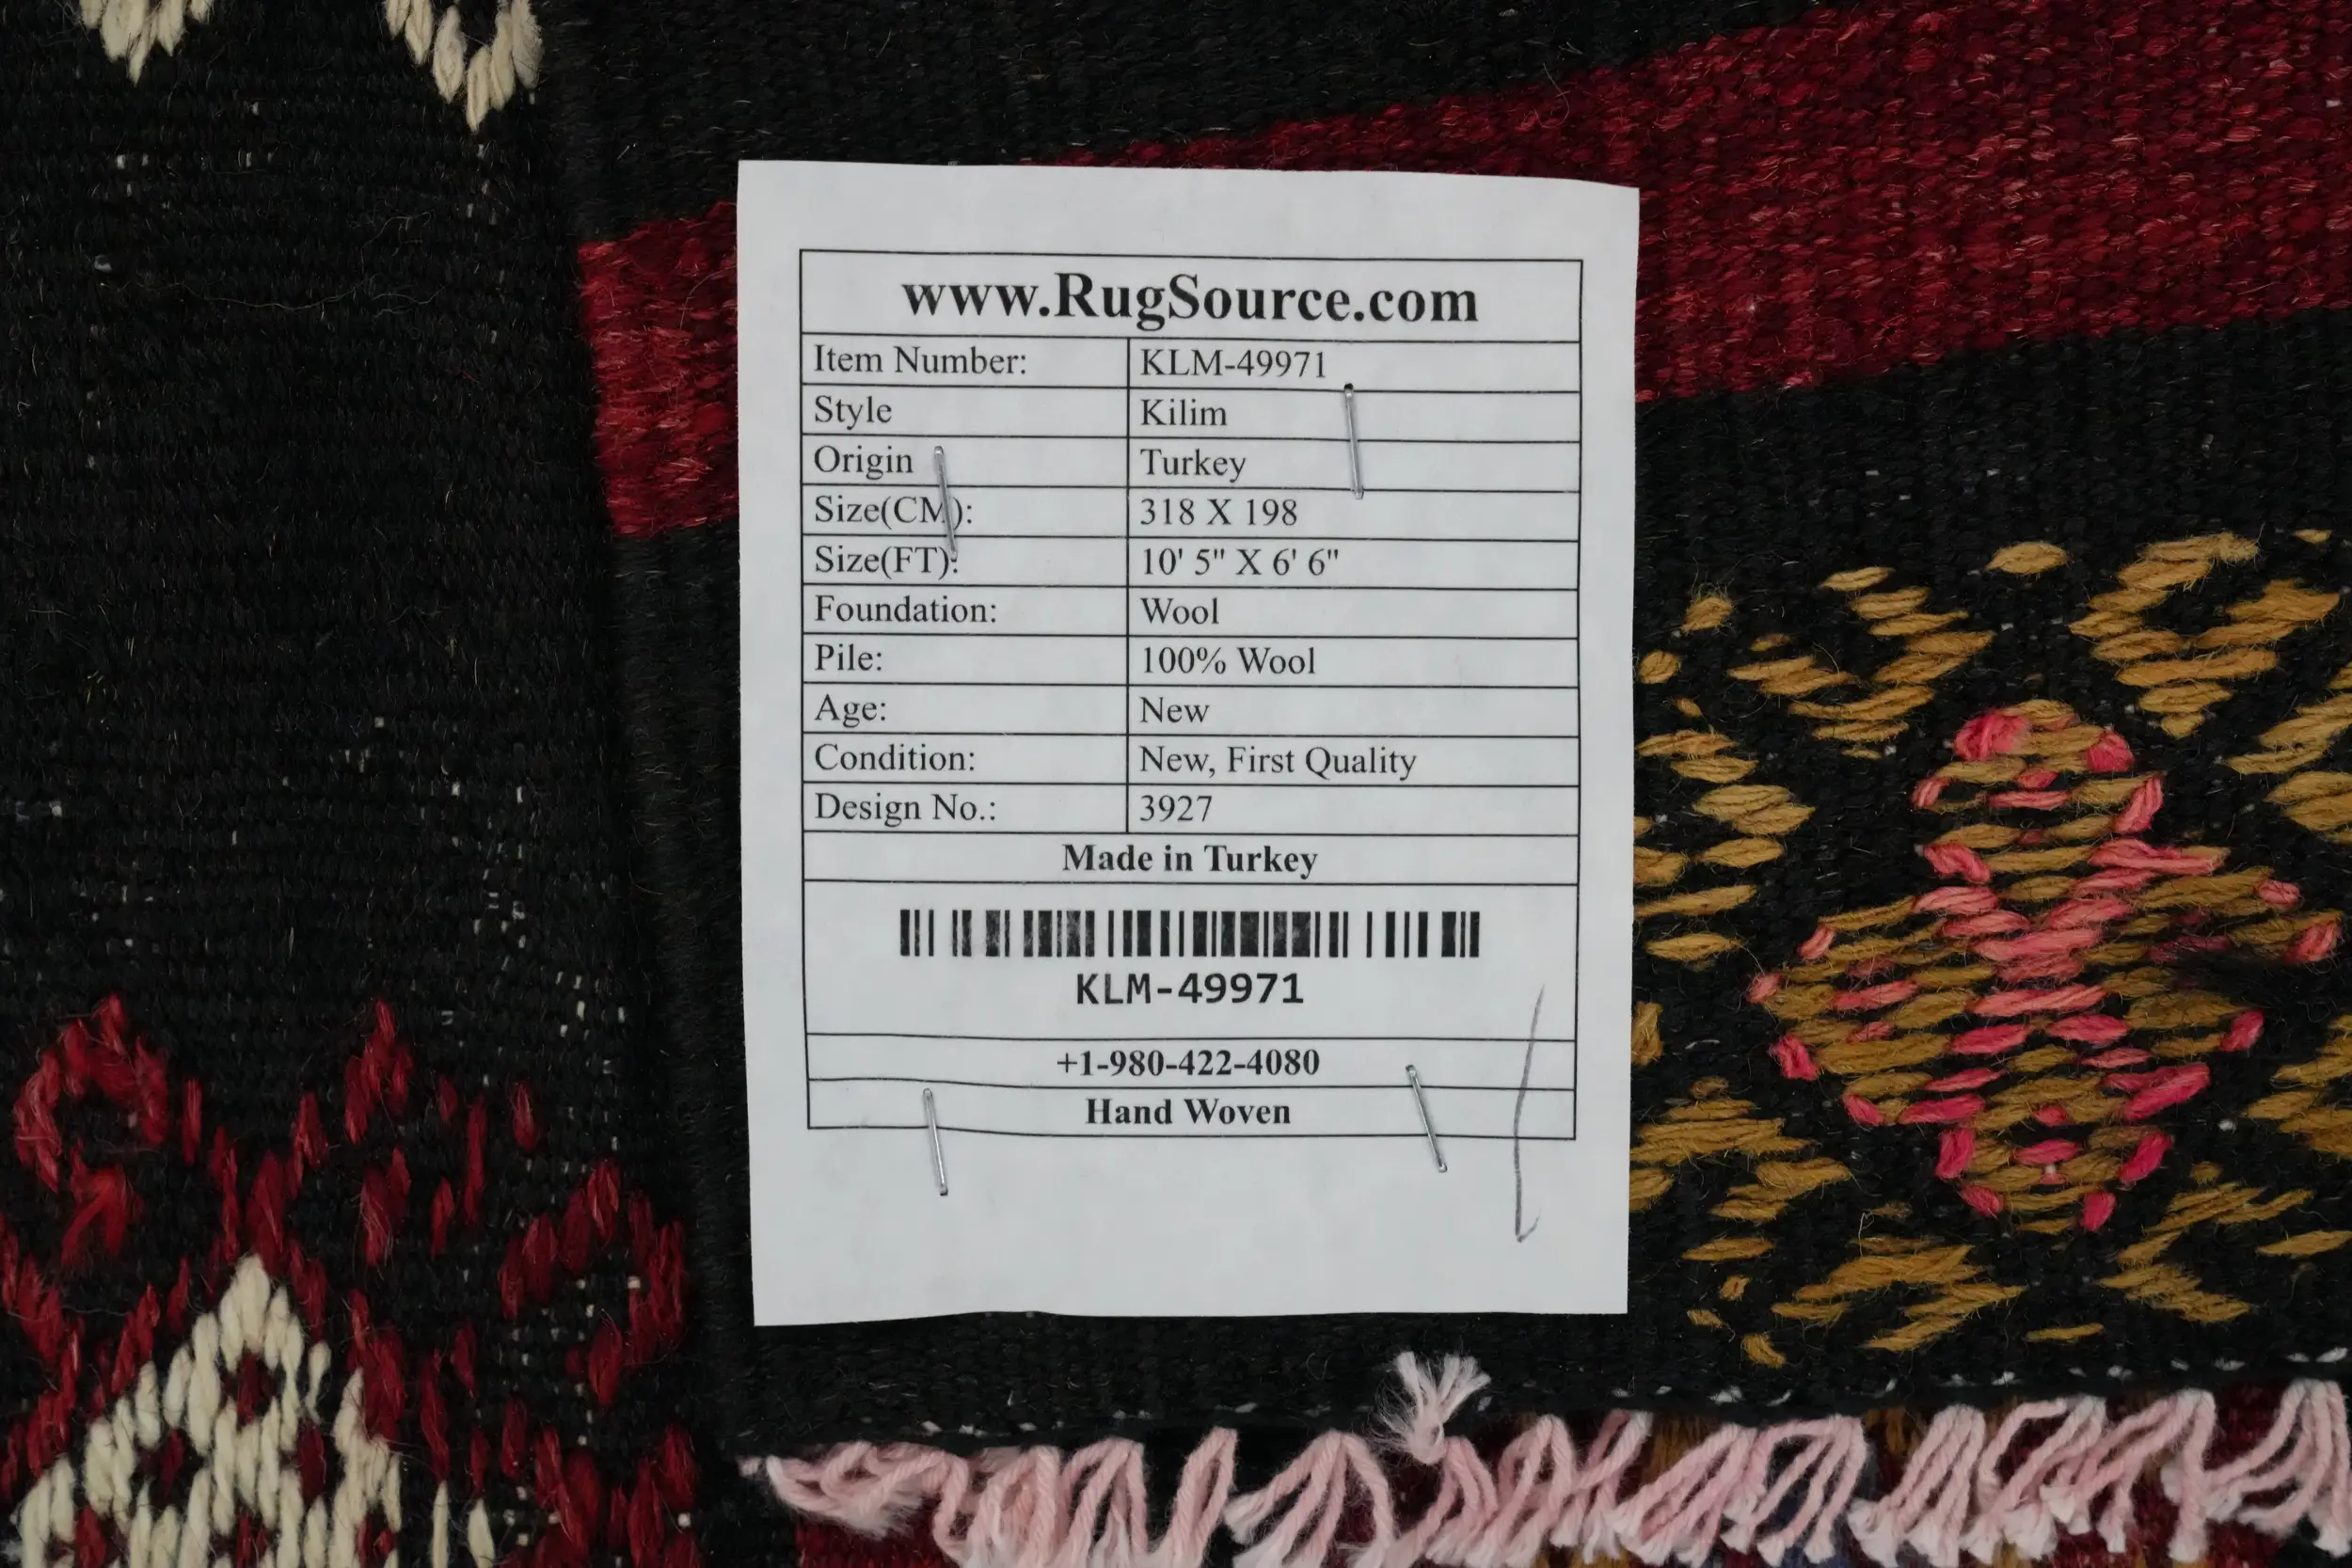 www.RugSource.com
Item Number: KLM-49971
Style Kilim
Origin Turkey
Size(CM): 318 X 198
Size(FT): 10' 5" X 6' 6"
Foundation: Wool
Pile: 100% Wool
Age: New
Condition: New, First Quality
Design No.: 3927
Made in Turkey
KLM-49971
+1-980-422-4080
Hand Woven